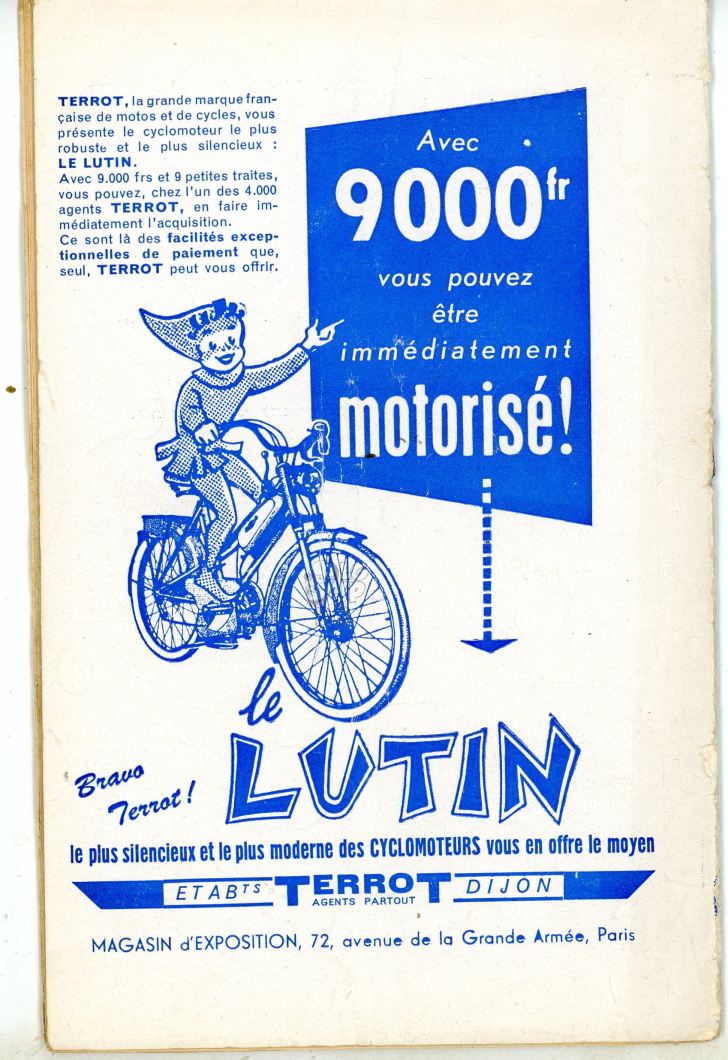 TERROT, la grande marque fran-
çaise de motos et de cycles, vous
présente le cyclomoteur le plus
robuste et le plus silencieux :
LE LUTIN.
Avec 9.000 frs et 9 petites traites,
vous pouvez, chez l'un des 4.000
agents TERROT, en faire im-
médiatement l'acquisition.
Ce sont là des facilités excep-
tionnelles de paiement que,
seul, TERROT peut vous offrir.
Avec
9000fr
vous pouvez
être
immédiatement
motorisé!
le
LUTIN
Bravo
Terrot!
le plus silencieux et le plus moderne des CYCLOMOTEURS vous en offre le moyen
ETABTS TERROT DIJON
AGENTS PARTOUT
MAGASIN d'EXPOSITION, 72, avenue de la Grande Armée, Paris